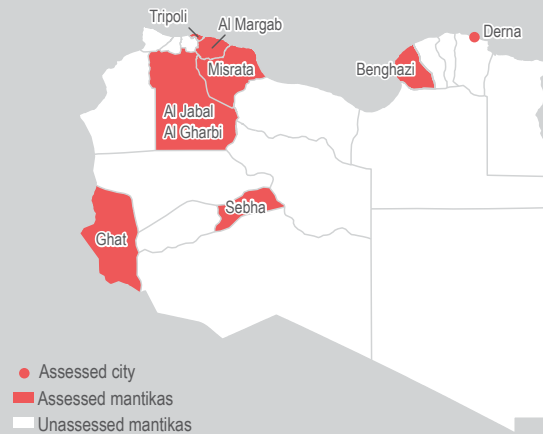 Tripoli
Al Margab
Derna
Misrata
Benghazi
Al Jabal
Al Gharbi
Sebha
Ghat
Assessed city
Assessed mantikas
Unassessed mantikas